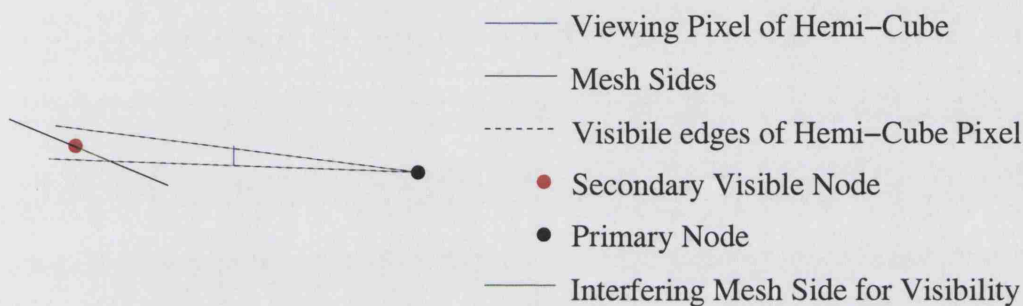 Viewing Pixel of Hemi–Cube
Mesh Sides
Visibile edges of Hemi–Cube Pixel
Secondary Visible Node
Primary Node
Interfering Mesh Side for Visibility